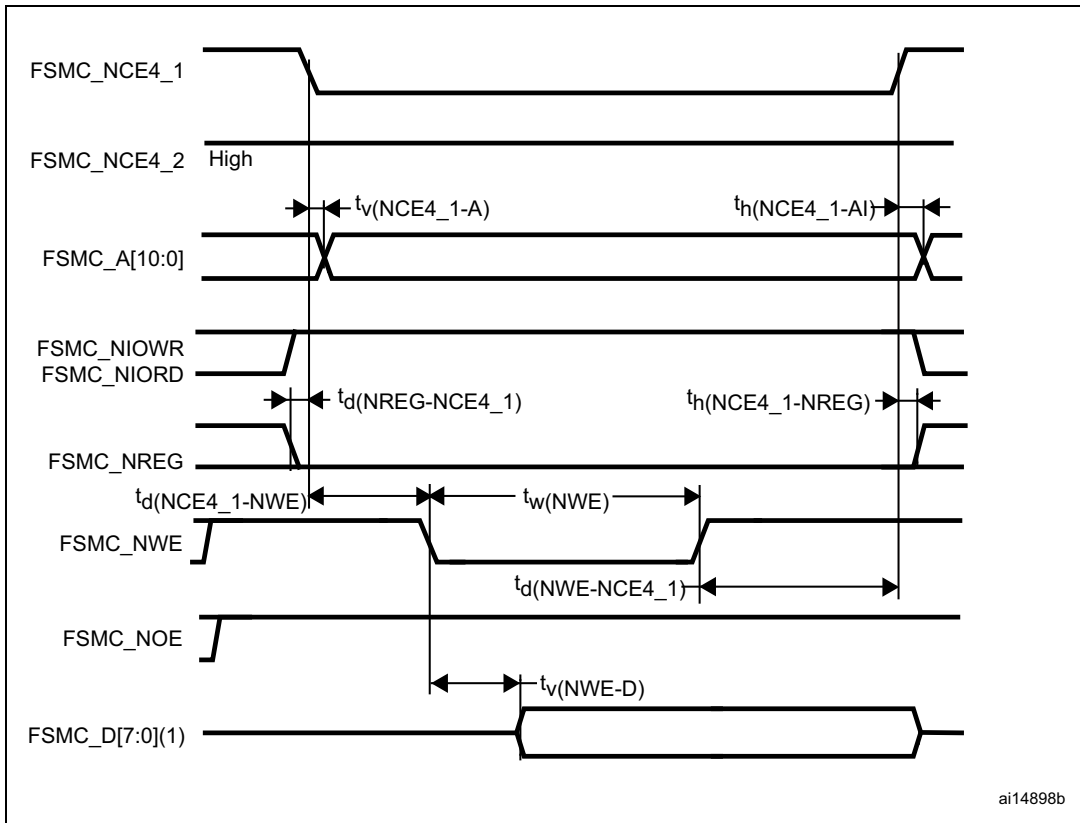 FSMC_NCE4_1
FSMC_NCE4_2 High
tv(NCE4_1-A) th(NCE4_1-AI)
FSMC_A[10:0]
FSMC_NIOWR
FSMC_NIORD
td(NREG-NCE4_1) th(NCE4_1-NREG)
FSMC_NREG
td(NCE4_1-NWE) tw(NWE)
FSMC_NWE
td(NWE-NCE4_1)
FSMC_NOE
tv(NWE-D)
FSMC_D[7:0](1)
ai14898b